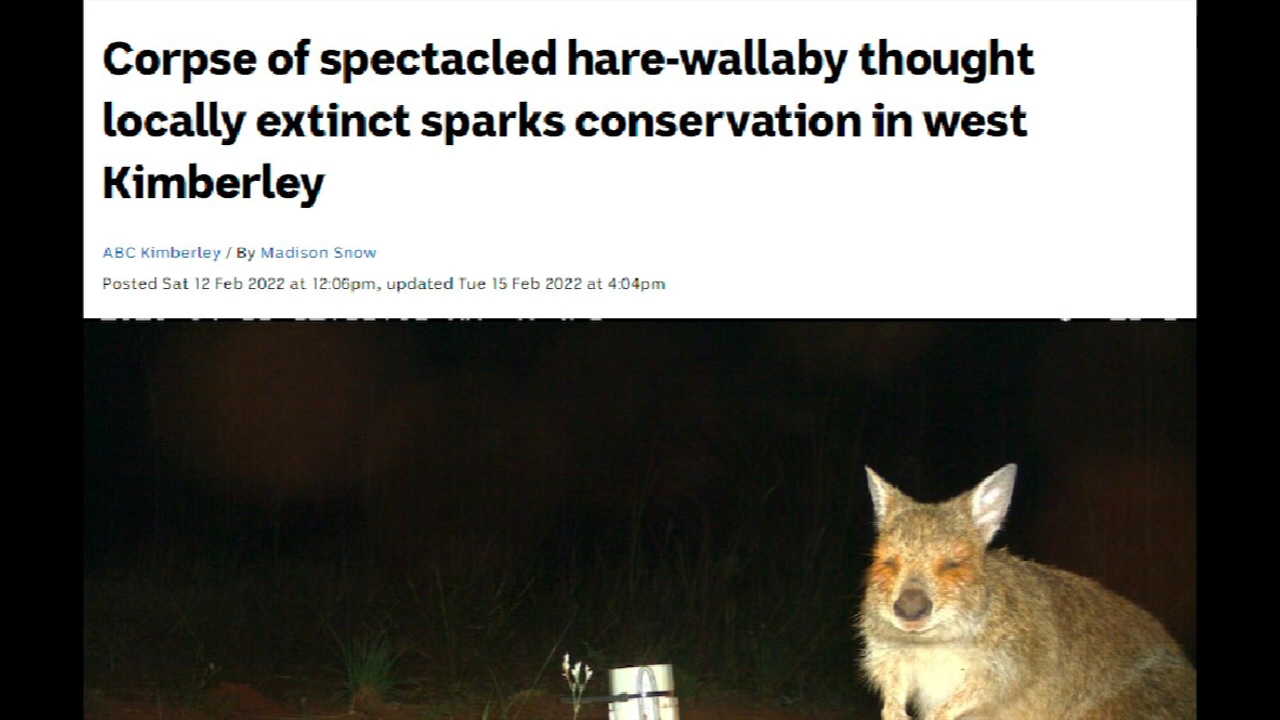 Corpse of spectacled hare-wallaby thought
locally extinct sparks conservation in west
Kimberley
ABC Kimberley / By Madison Snow
Posted Sat 12 Feb 2022 at 12:06pm, updated Tue 15 Feb 2022 at 4:04pm